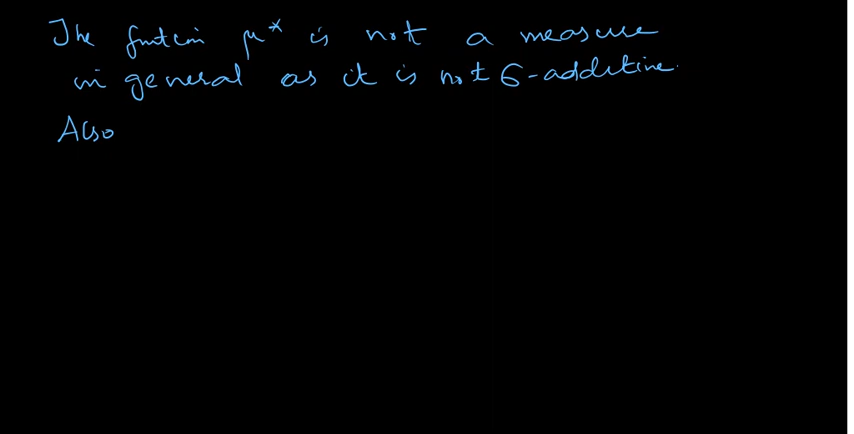 The function μ* is not a measure
in general as it is not σ-additive.
Also